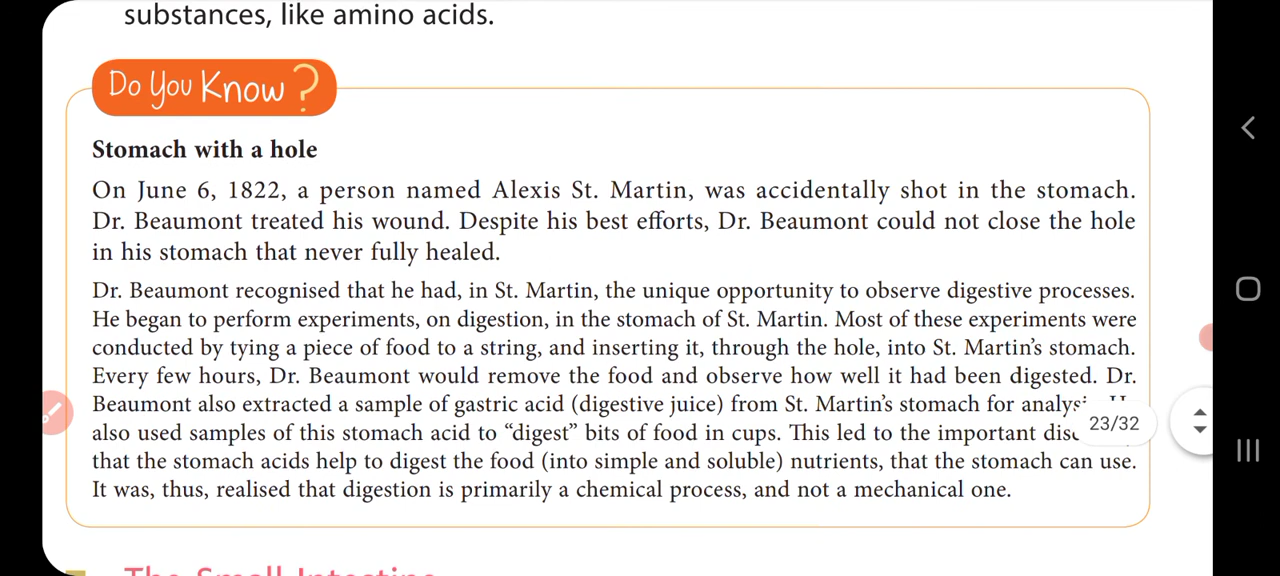 substances, like amino acids.
Do You Know?
Stomach with a hole
On June 6, 1822, a person named Alexis St. Martin, was accidentally shot in the stomach.
Dr. Beaumont treated his wound. Despite his best efforts, Dr. Beaumont could not close the hole
in his stomach that never fully healed.
Dr. Beaumont recognised that he had, in St. Martin, the unique opportunity to observe digestive processes.
He began to perform experiments, on digestion, in the stomach of St. Martin. Most of these experiments were
conducted by tying a piece of food to a string, and inserting it, through the hole, into St. Martin's stomach.
Every few hours, Dr. Beaumont would remove the food and observe how well it had been digested. Dr.
Beaumont also extracted a sample of gastric acid (digestive juice) from St. Martin's stomach for
also used samples of this stomach acid to "digest" bits of food in cups. This led to the important
23/32
that the stomach acids help to digest the food (into simple and soluble) nutrients, that the stomach can use.
It was, thus, realised that digestion is primarily a chemical process, and not a mechanical one.
The Small Intestine